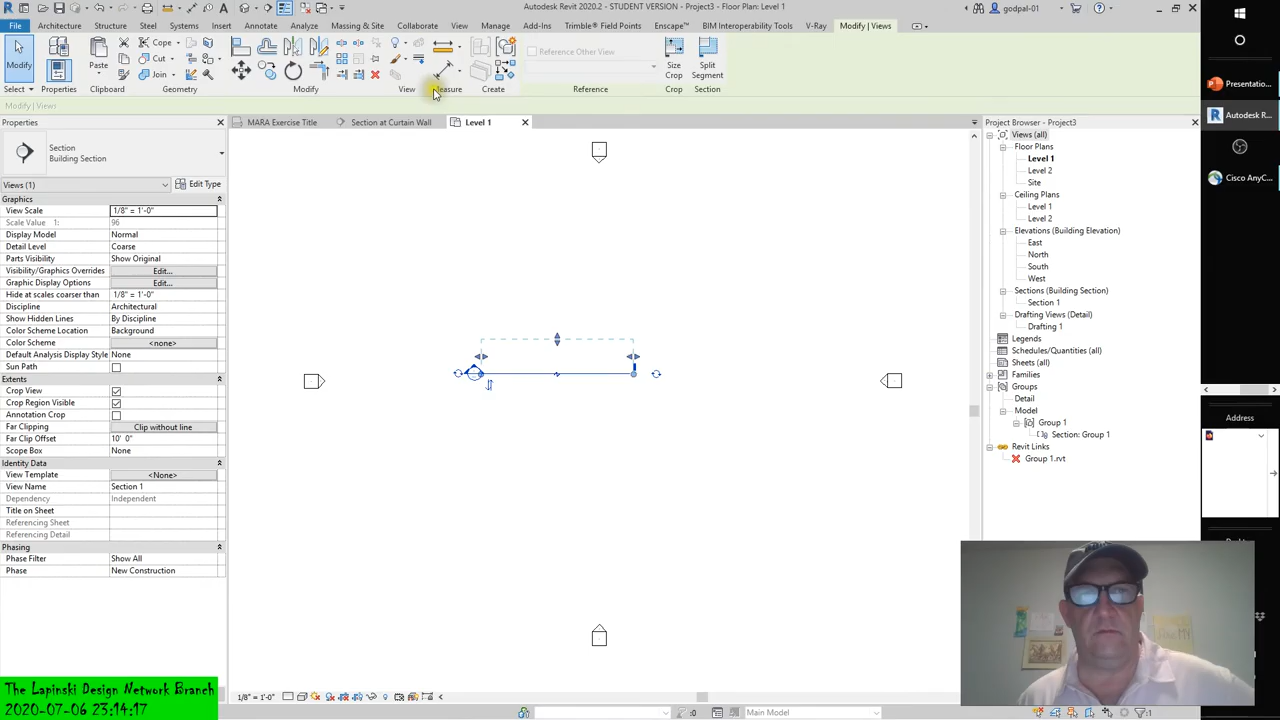 Autodesk Revit 2020.2 - STUDENT VERSION - Project3 - Floor Plan: Level 1
godpal-01
File Architecture Structure Steel Systems Insert Annotate Analyze Massing & Site Collaborate View Manage Add-Ins Trimble® Field Points Enscape™ BIM Interoperability Tools V-Ray Modify | Views
Cope
Cut
Join
Reference Other View
Modify
Properties
Paste
Size Crop
Split Segment
Select Properties Clipboard Geometry Modify View Measure Create Reference Crop Section
Modify | Views
Properties
MARA Exercise Title
Section at Curtain Wall
Level 1
Project Browser - Project3
Section
Building Section
Views (1)
Edit Type
Graphics
View Scale 1/8" = 1'-0"
Scale Value 1: 96
Display Model Normal
Detail Level Coarse
Parts Visibility Show Original
Visibility/Graphics Overrides Edit...
Graphic Display Options Edit...
Hide at scales coarser than 1/8" = 1'-0"
Discipline Architectural
Show Hidden Lines By Discipline
Color Scheme Location Background
Color Scheme <none>
Default Analysis Display Style None
Sun Path
Extents
Crop View
Crop Region Visible
Annotation Crop
Far Clipping Clip without line
Far Clip Offset 10' 0"
Scope Box None
Identity Data
View Template <None>
View Name Section 1
Dependency Independent
Title on Sheet
Referencing Sheet
Referencing Detail
Phasing
Phase Filter Show All
Phase New Construction
Views (all)
Floor Plans
Level 1
Level 2
Site
Ceiling Plans
Level 1
Level 2
Elevations (Building Elevation)
East
North
South
West
Sections (Building Section)
Section 1
Drafting Views (Detail)
Drafting 1
Legends
Schedules/Quantities (all)
Sheets (all)
Families
Groups
Detail
Model
Group 1
Section: Group 1
Revit Links
Group 1.rvt
Presentatio...
Autodesk R...
Cisco AnyC...
Address
The Lapinski Design Network Branch
2020-07-06 23:14:17
1/8" = 1'-0"
:0
Main Model
:1